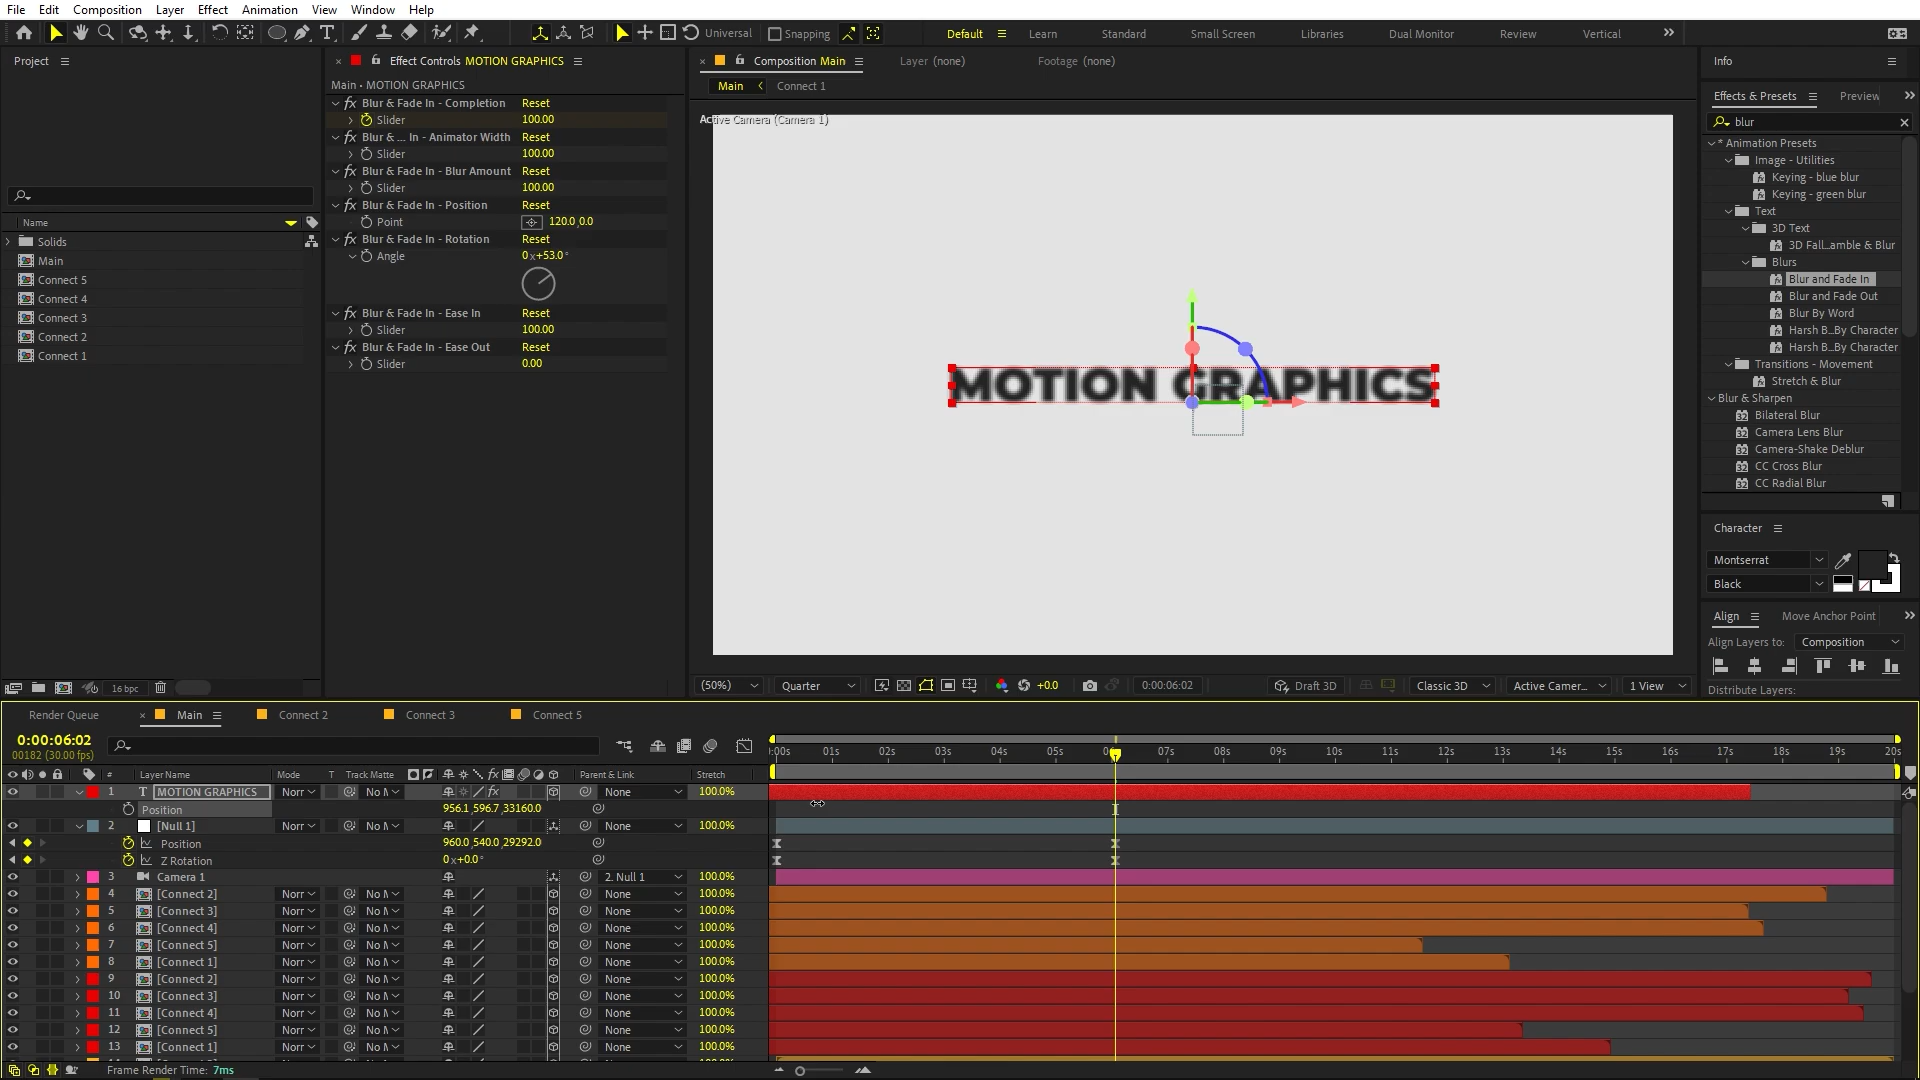 File Edit Composition Layer Effect Animation View Window Help
Universal Snapping Default Learn Standard Small Screen Libraries Dual Monitor Review Vertical
Project
Name
Solids
Main
Connect 5
Connect 4
Connect 3
Connect 2
Connect 1
16 bpc
Effect Controls MOTION GRAPHICS
Main • MOTION GRAPHICS
Blur & Fade In - Completion Reset
Slider 100.00
Blur & ... In - Animator Width Reset
Slider 100.00
Blur & Fade In - Blur Amount Reset
Slider 100.00
Blur & Fade In - Position Reset
Point 120.0,0.0
Blur & Fade In - Rotation Reset
Angle 0x+53.0°
Blur & Fade In - Ease In Reset
Slider 100.00
Blur & Fade In - Ease Out Reset
Slider 0.00
Composition Main Layer (none) Footage (none)
Main Connect 1
Active Camera (Camera 1)
MOTION GRAPHICS
(50%) Quarter +0.0 0:00:06:02 Draft 3D Classic 3D Active Camer... 1 View
Info
Effects & Presets Preview
blur
* Animation Presets
Image - Utilities
Keying - blue blur
Keying - green blur
Text
3D Text
3D Fall...amble & Blur
Blurs
Blur and Fade In
Blur and Fade Out
Blur By Word
Harsh B...By Character
Harsh B...By Character
Transitions - Movement
Stretch & Blur
Blur & Sharpen
Bilateral Blur
Camera Lens Blur
Camera-Shake Deblur
CC Cross Blur
CC Radial Blur
Character
Montserrat
Black
Align Move Anchor Point
Align Layers to: Composition
Distribute Layers:
Render Queue Main Connect 2 Connect 3 Connect 5
0:00:06:02
00182 (30.00 fps)
:00s 01s 02s 03s 04s 05s 07s 08s 09s 10s 11s 12s 13s 14s 15s 16s 17s 18s 19s 20s
# Layer Name Mode T Track Matte Parent & Link Stretch
1 T MOTION GRAPHICS Norr No M None 100.0%
Position 956.1,596.7,33160.0
2 [Null 1] Norr No M None 100.0%
Position 960.0,540.0,29292.0
Z Rotation 0x+0.0°
3 Camera 1 2. Null 1 100.0%
4 [Connect 2] Norr No M None 100.0%
5 [Connect 3] Norr No M None 100.0%
6 [Connect 4] Norr No M None 100.0%
7 [Connect 5] Norr No M None 100.0%
8 [Connect 1] Norr No M None 100.0%
9 [Connect 2] Norr No M None 100.0%
10 [Connect 3] Norr No M None 100.0%
11 [Connect 4] Norr No M None 100.0%
12 [Connect 5] Norr No M None 100.0%
13 [Connect 1] Norr No M None 100.0%
Frame Render Time: 7ms